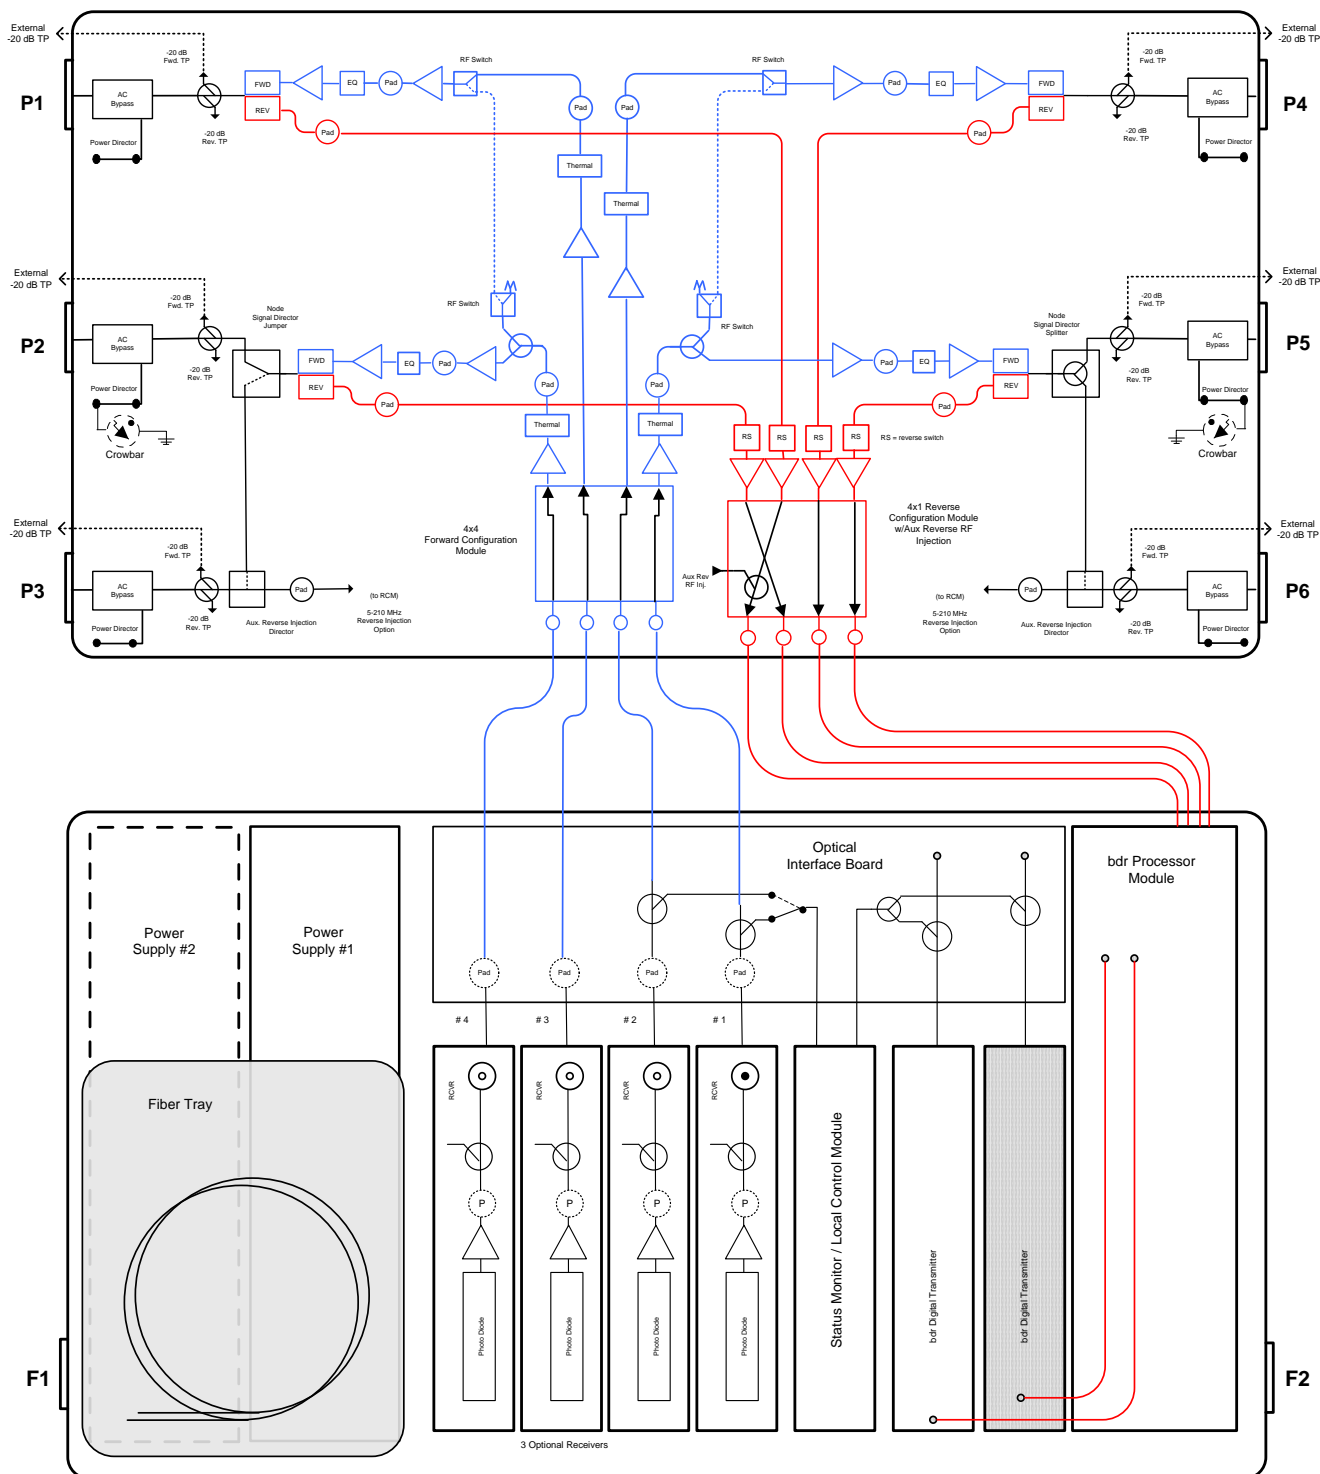 External
-20 dB TP
-20 dB
Fwd. TP
P1
AC
Bypass
-20 dB
Rev. TP
Power Director
FWD
REV
EQ
Pad
Pad
RF Switch
Pad
Thermal
Pad
Thermal
RF Switch
Pad
EQ
FWD
REV
Pad
-20 dB
Fwd. TP
-20 dB
Rev. TP
AC
Bypass
Power Director
External
-20 dB TP
P4
External
-20 dB TP
-20 dB
Fwd. TP
P2
AC
Bypass
-20 dB
Rev. TP
Power Director
Crowbar
Node
Signal Director
Jumper
FWD
REV
EQ
Pad
Pad
RF Switch
Pad
Thermal
Pad
Thermal
RF Switch
Pad
EQ
FWD
REV
Pad
RS
RS
RS
RS
RS = reverse switch
Node
Signal Director
Splitter
-20 dB
Fwd. TP
-20 dB
Rev. TP
AC
Bypass
Power Director
Crowbar
External
-20 dB TP
P5
External
-20 dB TP
-20 dB
Fwd. TP
P3
AC
Bypass
-20 dB
Rev. TP
Power Director
Aux. Reverse Injection
Director
Pad
(to RCM)
5-210 MHz
Reverse Injection
Option
4x4
Forward Configuration
Module
Aux Rev
RF Inj.
4x1 Reverse
Configuration Module
w/Aux Reverse RF
Injection
(to RCM)
5-210 MHz
Reverse Injection
Option
Pad
Aux. Reverse Injection
Director
-20 dB
Fwd. TP
-20 dB
Rev. TP
AC
Bypass
Power Director
External
-20 dB TP
P6
Power
Supply #2
Power
Supply #1
Fiber Tray
Optical
Interface Board
Pad
Pad
Pad
Pad
# 4
# 3
# 2
# 1
bdr Processor
Module
RCVR
P
Photo Diode
RCVR
P
Photo Diode
RCVR
P
Photo Diode
RCVR
P
Photo Diode
Status Monitor / Local Control Module
bdr Digital Transmitter
bdr Digital Transmitter
3 Optional Receivers
F1
F2